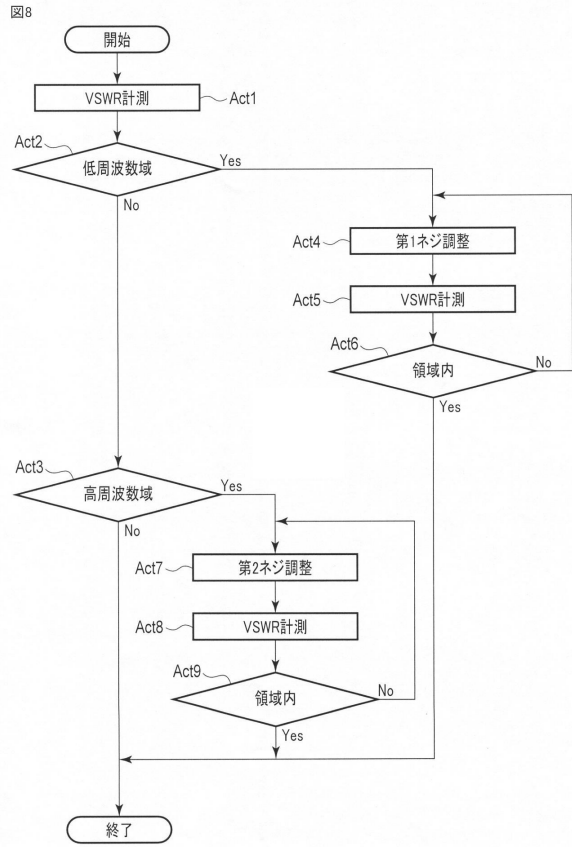 図8
開始
VSWR計測
Act1
Act2
低周波数域
Yes
No
Act4
第1ネジ調整
Act5
VSWR計測
Act6
領域内
No
Yes
Act3
高周波数域
Yes
No
Act7
第2ネジ調整
Act8
VSWR計測
Act9
領域内
No
Yes
終了